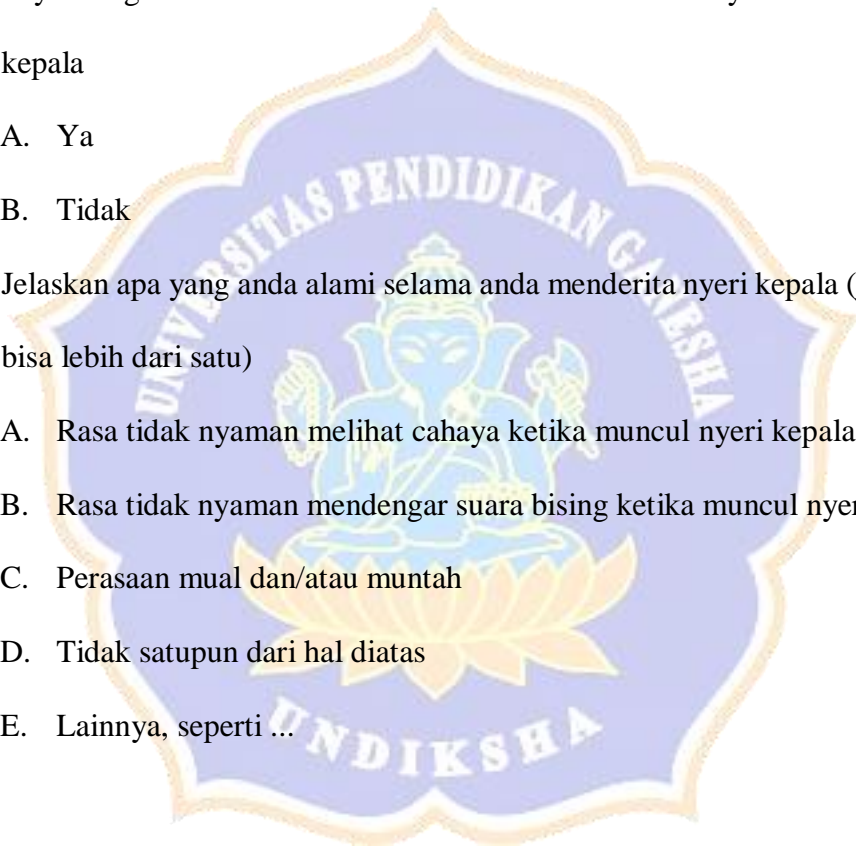 kepala
A. Ya
B. Tidak
Jelaskan apa yang anda alami selama anda menderita nyeri kepala (
bisa lebih dari satu)
A. Rasa tidak nyaman melihat cahaya ketika muncul nyeri kepala
B. Rasa tidak nyaman mendengar suara bising ketika muncul
C. Perasaan mual dan/atau muntah
D. Tidak satupun dari hal diatas
E. Lainnya, seperti ...
UNIVERSITAS PENDIDIKAN GANESHA
UNDIKSHA